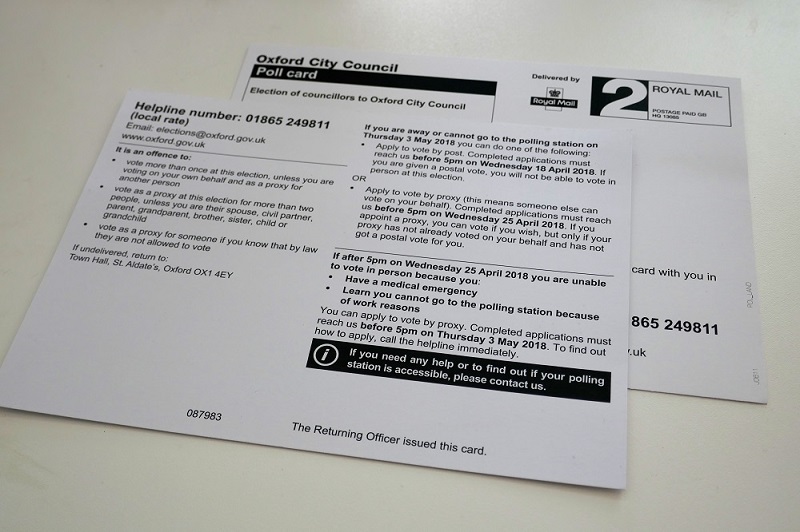 Oxford City Council
Poll card
Election of councillors to Oxford City Council
Delivered by
Royal Mail
2
ROYAL MAIL
POSTAGE PAID GB
HQ 13066
card with you in
865 249811
.uk
Helpline number: 01865 249811
(local rate)
Email: elections@oxford.gov.uk
www.oxford.gov.uk
It is an offence to:
• vote more than once at this election, unless you are
voting on your own behalf and as a proxy for
another person
• vote as a proxy at this election for more than two
people, unless you are their spouse, civil partner,
parent, grandparent, brother, sister, child or
grandchild
• vote as a proxy for someone if you know that by law
they are not allowed to vote
If undelivered, return to:
Town Hall, St. Aldate's, Oxford OX1 4EY
If you are away or cannot go to the polling station on
Thursday 3 May 2018 you can do one of the following:
• Apply to vote by post. Completed applications must
reach us before 5pm on Wednesday 18 April 2018. If
you are given a postal vote, you will not be able to vote in
person at this election.
OR
• Apply to vote by proxy (this means someone else can
vote on your behalf). Completed applications must reach
us before 5pm on Wednesday 25 April 2018. If you
appoint a proxy, you can vote if you wish, but only if your
proxy has not already voted on your behalf and has not
got a postal vote for you.
If after 5pm on Wednesday 25 April 2018 you are unable
to vote in person because you:
• Have a medical emergency
• Learn you cannot go to the polling station because
of work reasons
You can apply to vote by proxy. Completed applications must
reach us before 5pm on Thursday 3 May 2018. To find out
how to apply, call the helpline immediately.
i
If you need any help or to find out if your polling
station is accessible, please contact us.
087983
The Returning Officer issued this card.